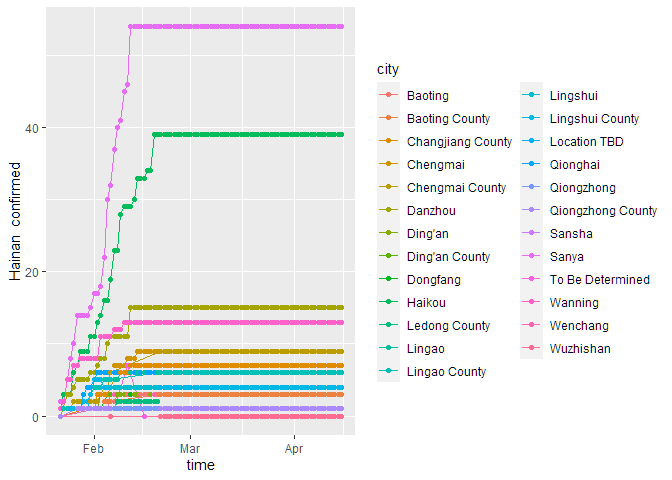 Hainan confirmed
40
20
0
Feb
Mar
Apr
time
city
Baoting
Baoting County
Changjiang County
Chengmai
Chengmai County
Danzhou
Ding'an
Ding'an County
Dongfang
Haikou
Ledong County
Lingao
Lingao County
Lingshui
Lingshui County
Location TBD
Qionghai
Qiongzhong
Qiongzhong County
Sansha
Sanya
To Be Determined
Wanning
Wenchang
Wuzhishan